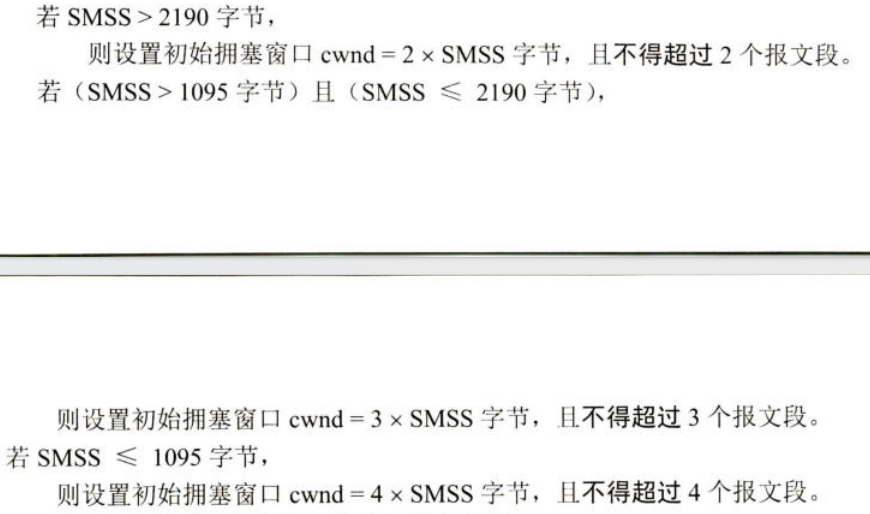 若 SMSS > 2190 字节，
则设置初始拥塞窗口 cwnd = 2 × SMSS 字节，且不得超过 2 个报文段。
若（SMSS > 1095 字节）且（SMSS ≤ 2190 字节），
则设置初始拥塞窗口 cwnd = 3 × SMSS 字节，且不得超过 3 个报文段。
若 SMSS ≤ 1095 字节，
则设置初始拥塞窗口 cwnd = 4 × SMSS 字节，且不得超过 4 个报文段。